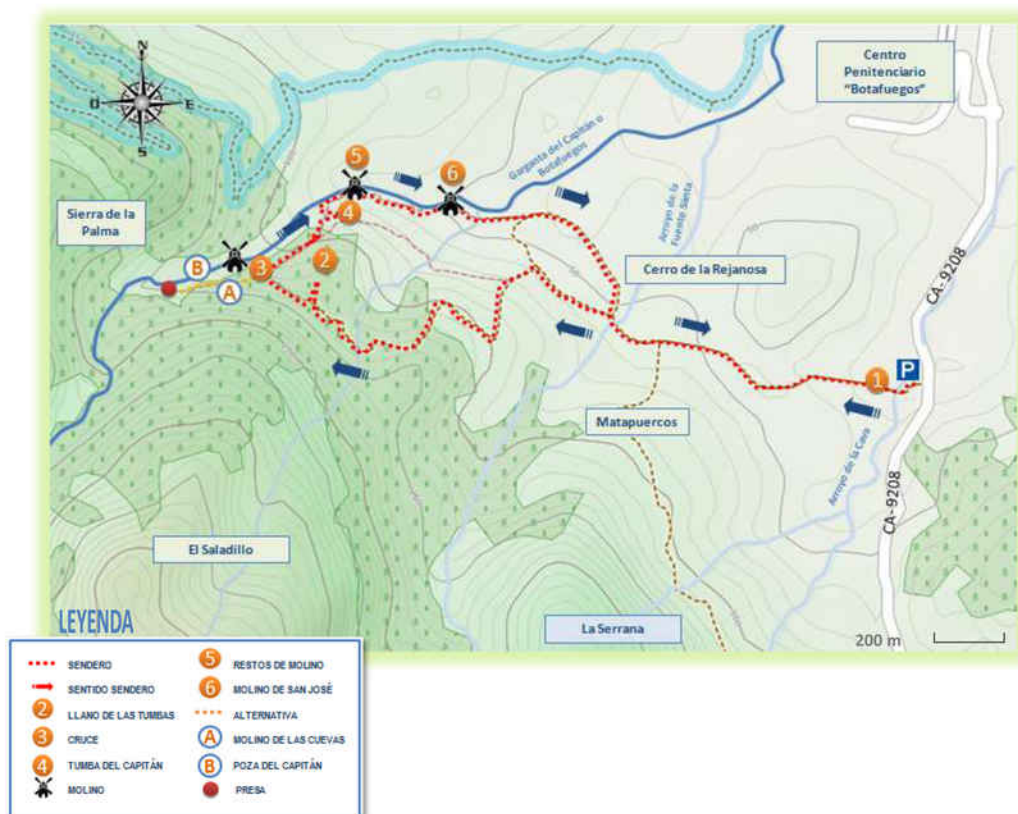 N
O
E
S
Centro
Penitenciario
"Botafuegos"
Garganta del Capitán o
Botafuegos
5
6
4
Sierra de la
Palma
B
3
2
A
Arroyo de la
Fuente Siesta
Cerro de la Rejanosa
CA-9208
1
P
Matapuercos
Arroyo de la Cava
CA-9208
El Saladillo
La Serrana
200 m
LEYENDA
SENDERO
SENTIDO SENDERO
2 LLANO DE LAS TUMBAS
3 CRUCE
4 TUMBA DEL CAPITÁN
MOLINO
5 RESTOS DE MOLINO
6 MOLINO DE SAN JOSÉ
ALTERNATIVA
A MOLINO DE LAS CUEVAS
B POZA DEL CAPITÁN
PRESA